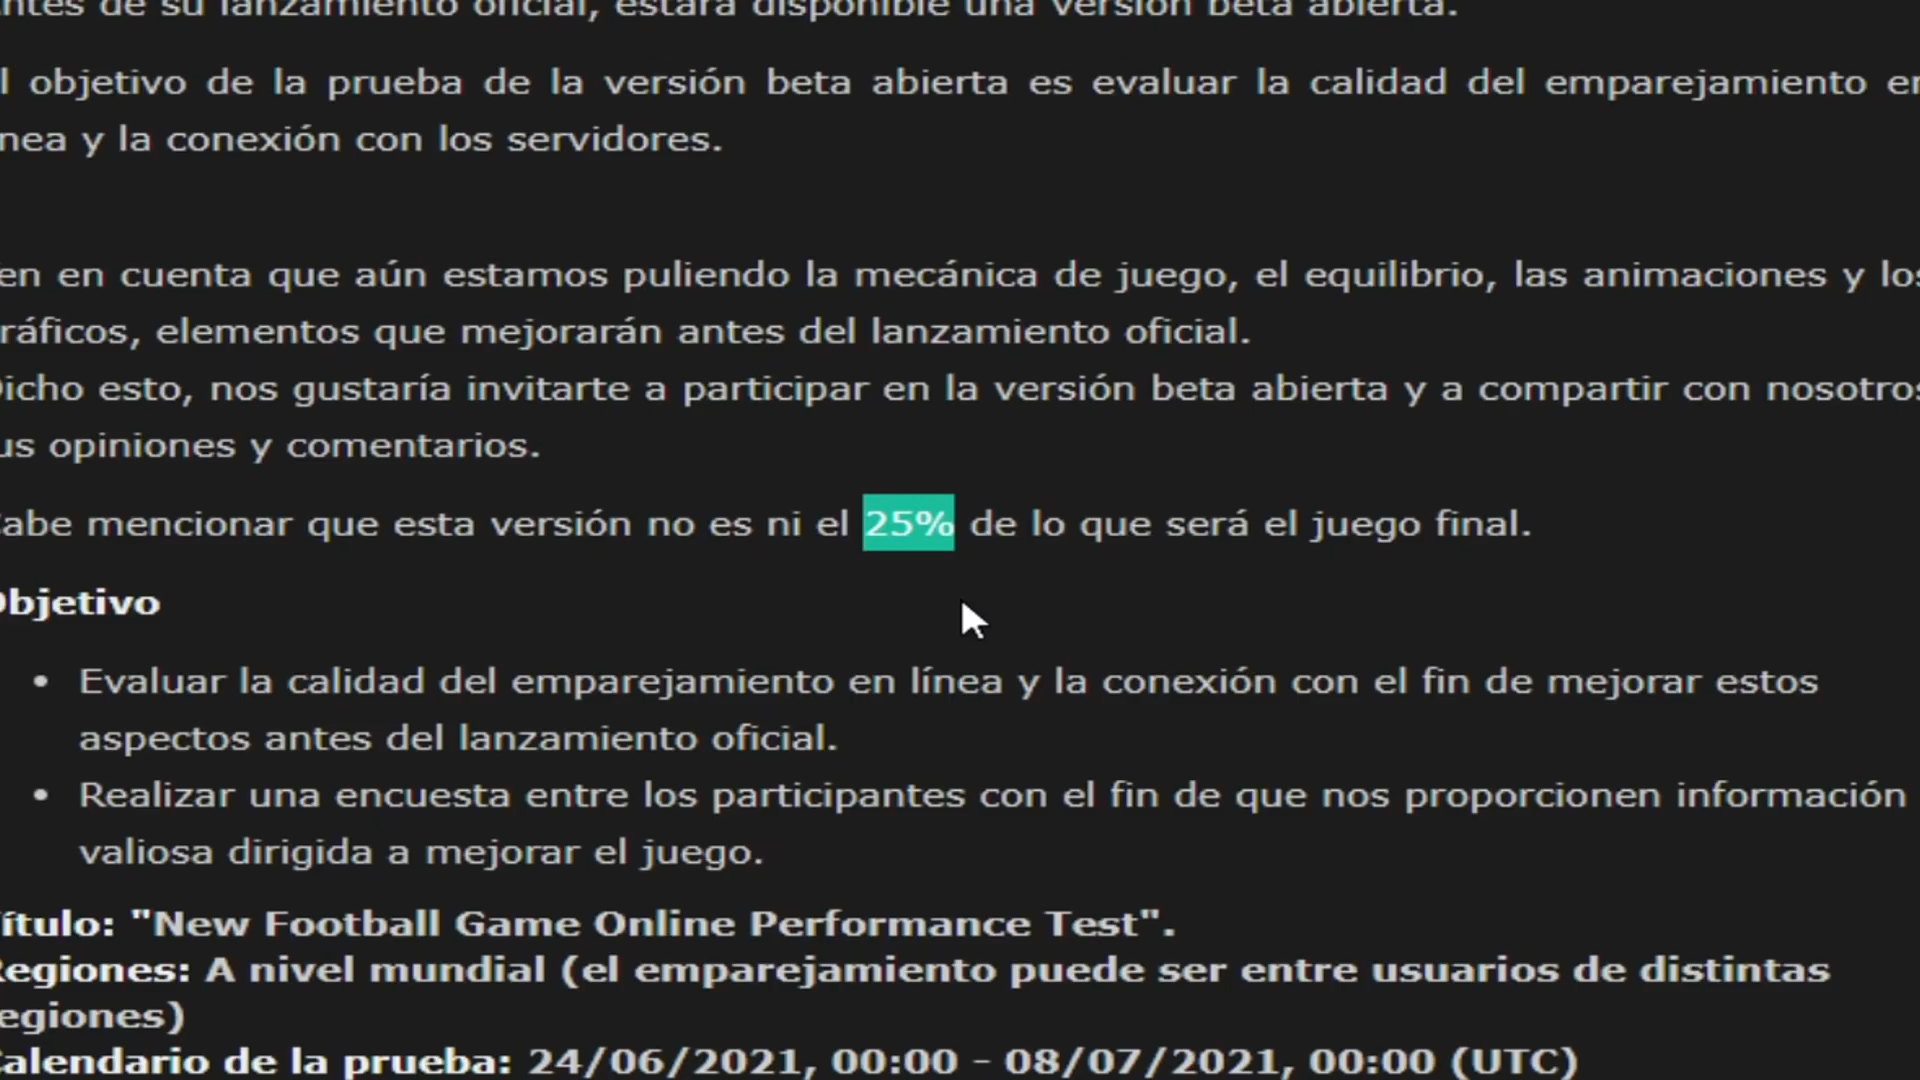 ntes de su lanzamiento oficial, estará disponible una versión beta abierta.
l objetivo de la prueba de la versión beta abierta es evaluar la calidad del emparejamiento en
nea y la conexión con los servidores.
en en cuenta que aún estamos puliendo la mecánica de juego, el equilibrio, las animaciones y los
ráficos, elementos que mejorarán antes del lanzamiento oficial.
icho esto, nos gustaría invitarte a participar en la versión beta abierta y a compartir con nosotros
us opiniones y comentarios.
abe mencionar que esta versión no es ni el 25% de lo que será el juego final.
Objetivo
• Evaluar la calidad del emparejamiento en línea y la conexión con el fin de mejorar estos
aspectos antes del lanzamiento oficial.
• Realizar una encuesta entre los participantes con el fin de que nos proporcionen información
valiosa dirigida a mejorar el juego.
ítulo: "New Football Game Online Performance Test".
Regiones: A nivel mundial (el emparejamiento puede ser entre usuarios de distintas
egiones)
Calendario de la prueba: 24/06/2021, 00:00 - 08/07/2021, 00:00 (UTC)